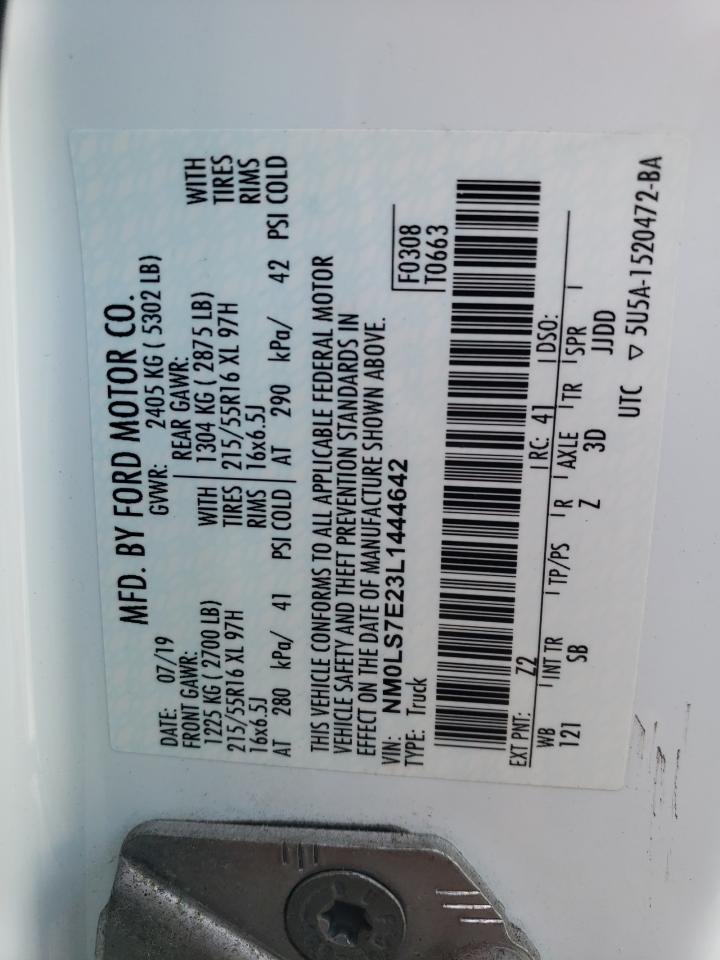 MFD. BY FORD MOTOR CO.
DATE: 07/19 GVWR: 2405 KG ( 5302 LB)
FRONT GAWR: REAR GAWR:
1225 KG ( 2700 LB) WITH 1304 KG ( 2875 LB) WITH
215/55R16 XL 97H TIRES 215/55R16 XL 97H TIRES
16x6.5J RIMS 16x6.5J RIMS
AT 280 kPa/ 41 PSI COLD AT 290 kPa/ 42 PSI COLD
THIS VEHICLE CONFORMS TO ALL APPLICABLE FEDERAL MOTOR
VEHICLE SAFETY AND THEFT PREVENTION STANDARDS IN
EFFECT ON THE DATE OF MANUFACTURE SHOWN ABOVE.
VIN: NM0LS7E23L1444642 F0308
TYPE: Truck T0663
EXT PNT: Z2 RC: 41 DSO:
WB INT TR TP/PS R AXLE TR SPR
121 SB Z 3D JJDD
UTC ▽ 5U5A-1520472-BA